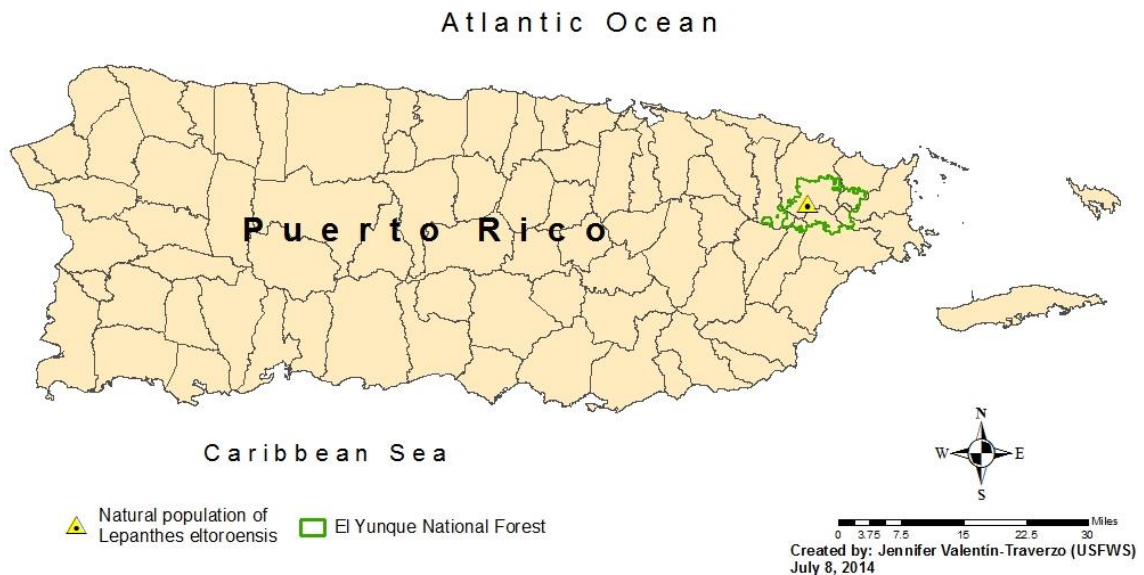 Atlantic Ocean
Puerto Rico
Caribbean Sea
N
W E
S
Natural population of
Lepanthes eltoroensis
El Yunque National Forest
Miles
0 3.75 7.5 15 22.5 30
Created by: Jennifer Valentín-Traverzo (USFWS)
July 8, 2014